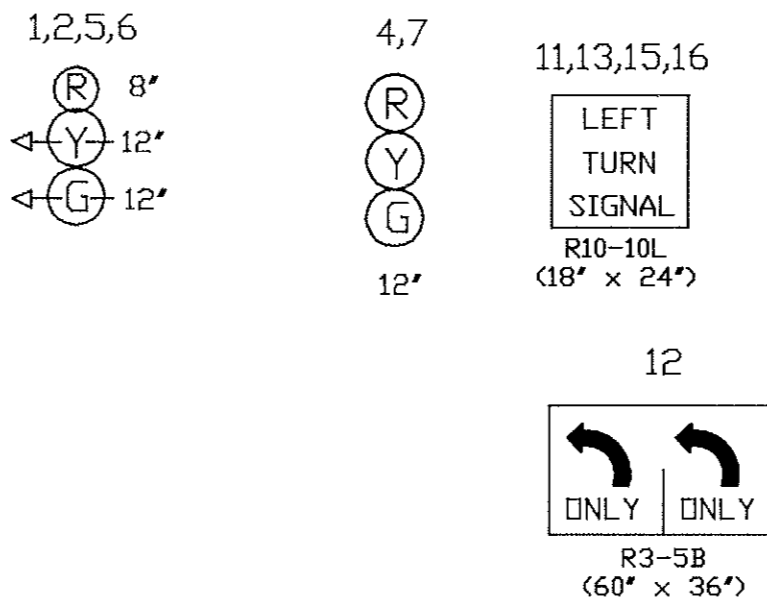 1,2,5,6
R 8"
Y 12"
G 12"
4,7
R
Y
G
12"
11,13,15,16
LEFT
TURN
SIGNAL
R10-10L
(18" x 24")
12
ONLY ONLY
R3-5B
(60" x 36")